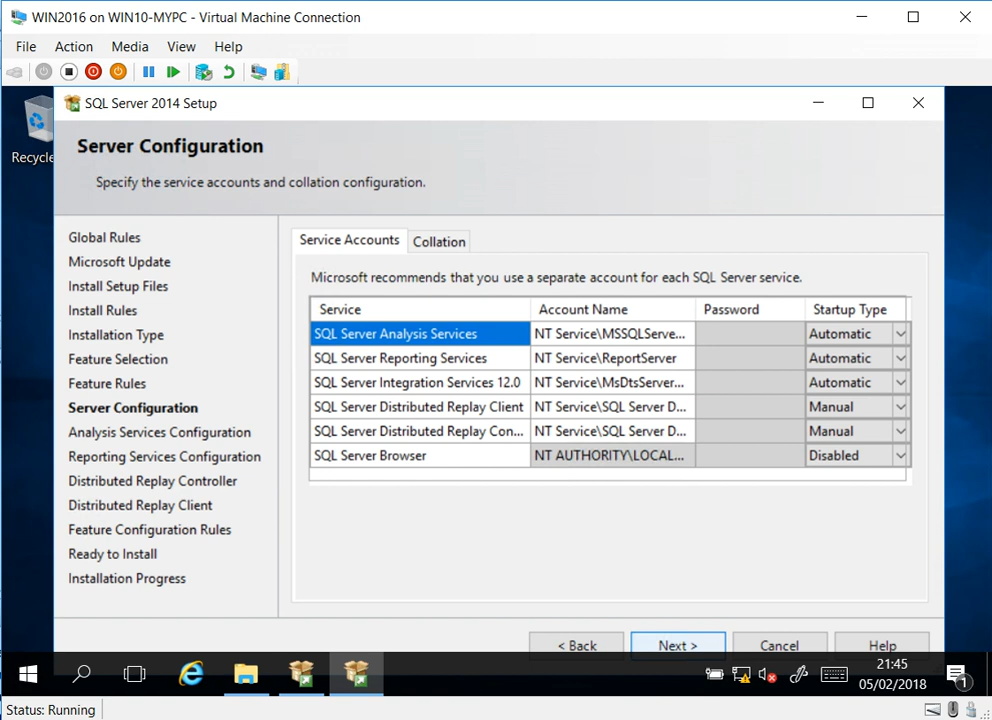 WIN2016 on WIN10-MYPC - Virtual Machine Connection
File Action Media View Help
Recycle
SQL Server 2014 Setup
Server Configuration
Specify the service accounts and collation configuration.
Global Rules
Microsoft Update
Install Setup Files
Install Rules
Installation Type
Feature Selection
Feature Rules
Server Configuration
Analysis Services Configuration
Reporting Services Configuration
Distributed Replay Controller
Distributed Replay Client
Feature Configuration Rules
Ready to Install
Installation Progress
Service Accounts Collation
Microsoft recommends that you use a separate account for each SQL Server service.
Service Account Name Password Startup Type
SQL Server Analysis Services NT Service\MSSQLServe... Automatic
SQL Server Reporting Services NT Service\ReportServer Automatic
SQL Server Integration Services 12.0 NT Service\MsDtsServer... Automatic
SQL Server Distributed Replay Client NT Service\SQL Server D... Manual
SQL Server Distributed Replay Con... NT Service\SQL Server D... Manual
SQL Server Browser NT AUTHORITY\LOCAL... Disabled
< Back Next > Cancel Help
21:45
05/02/2018
1
Status: Running